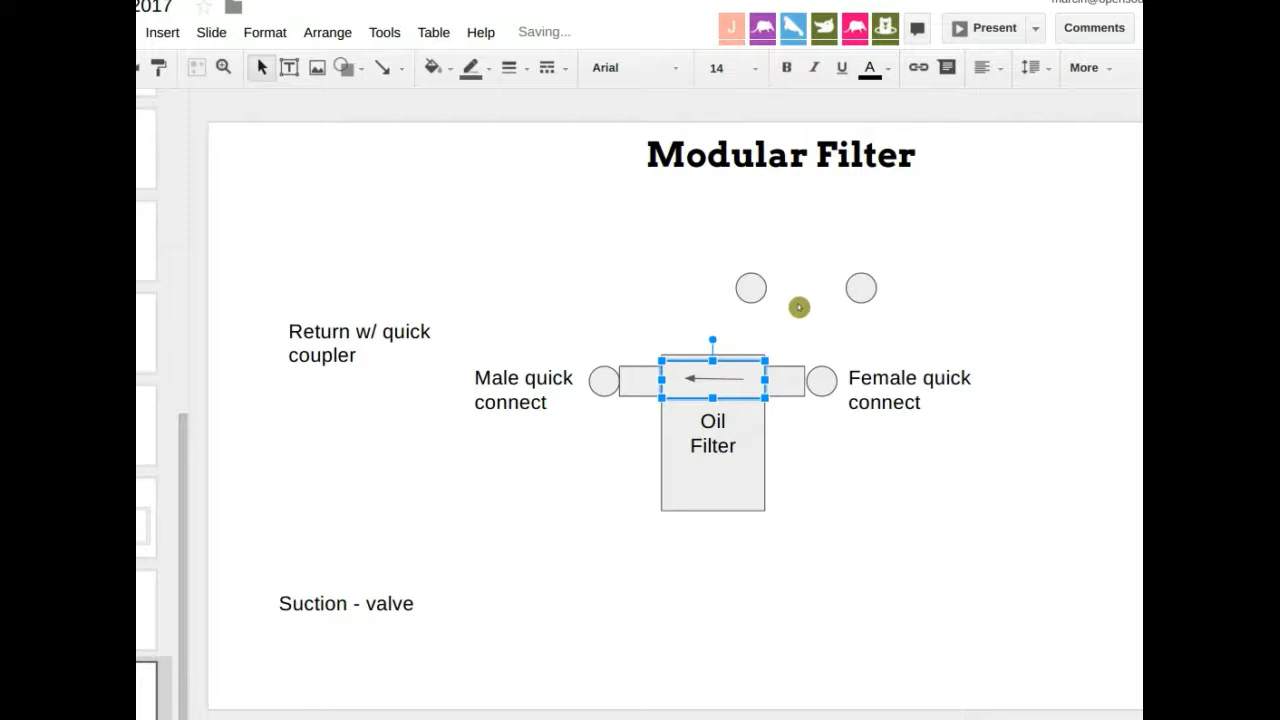 2017
Insert Slide Format Arrange Tools Table Help Saving...
J
Present
Comments
Arial
14
B I U A
More
Modular Filter
Return w/ quick
coupler
Male quick
connect
Female quick
connect
Oil
Filter
Suction - valve